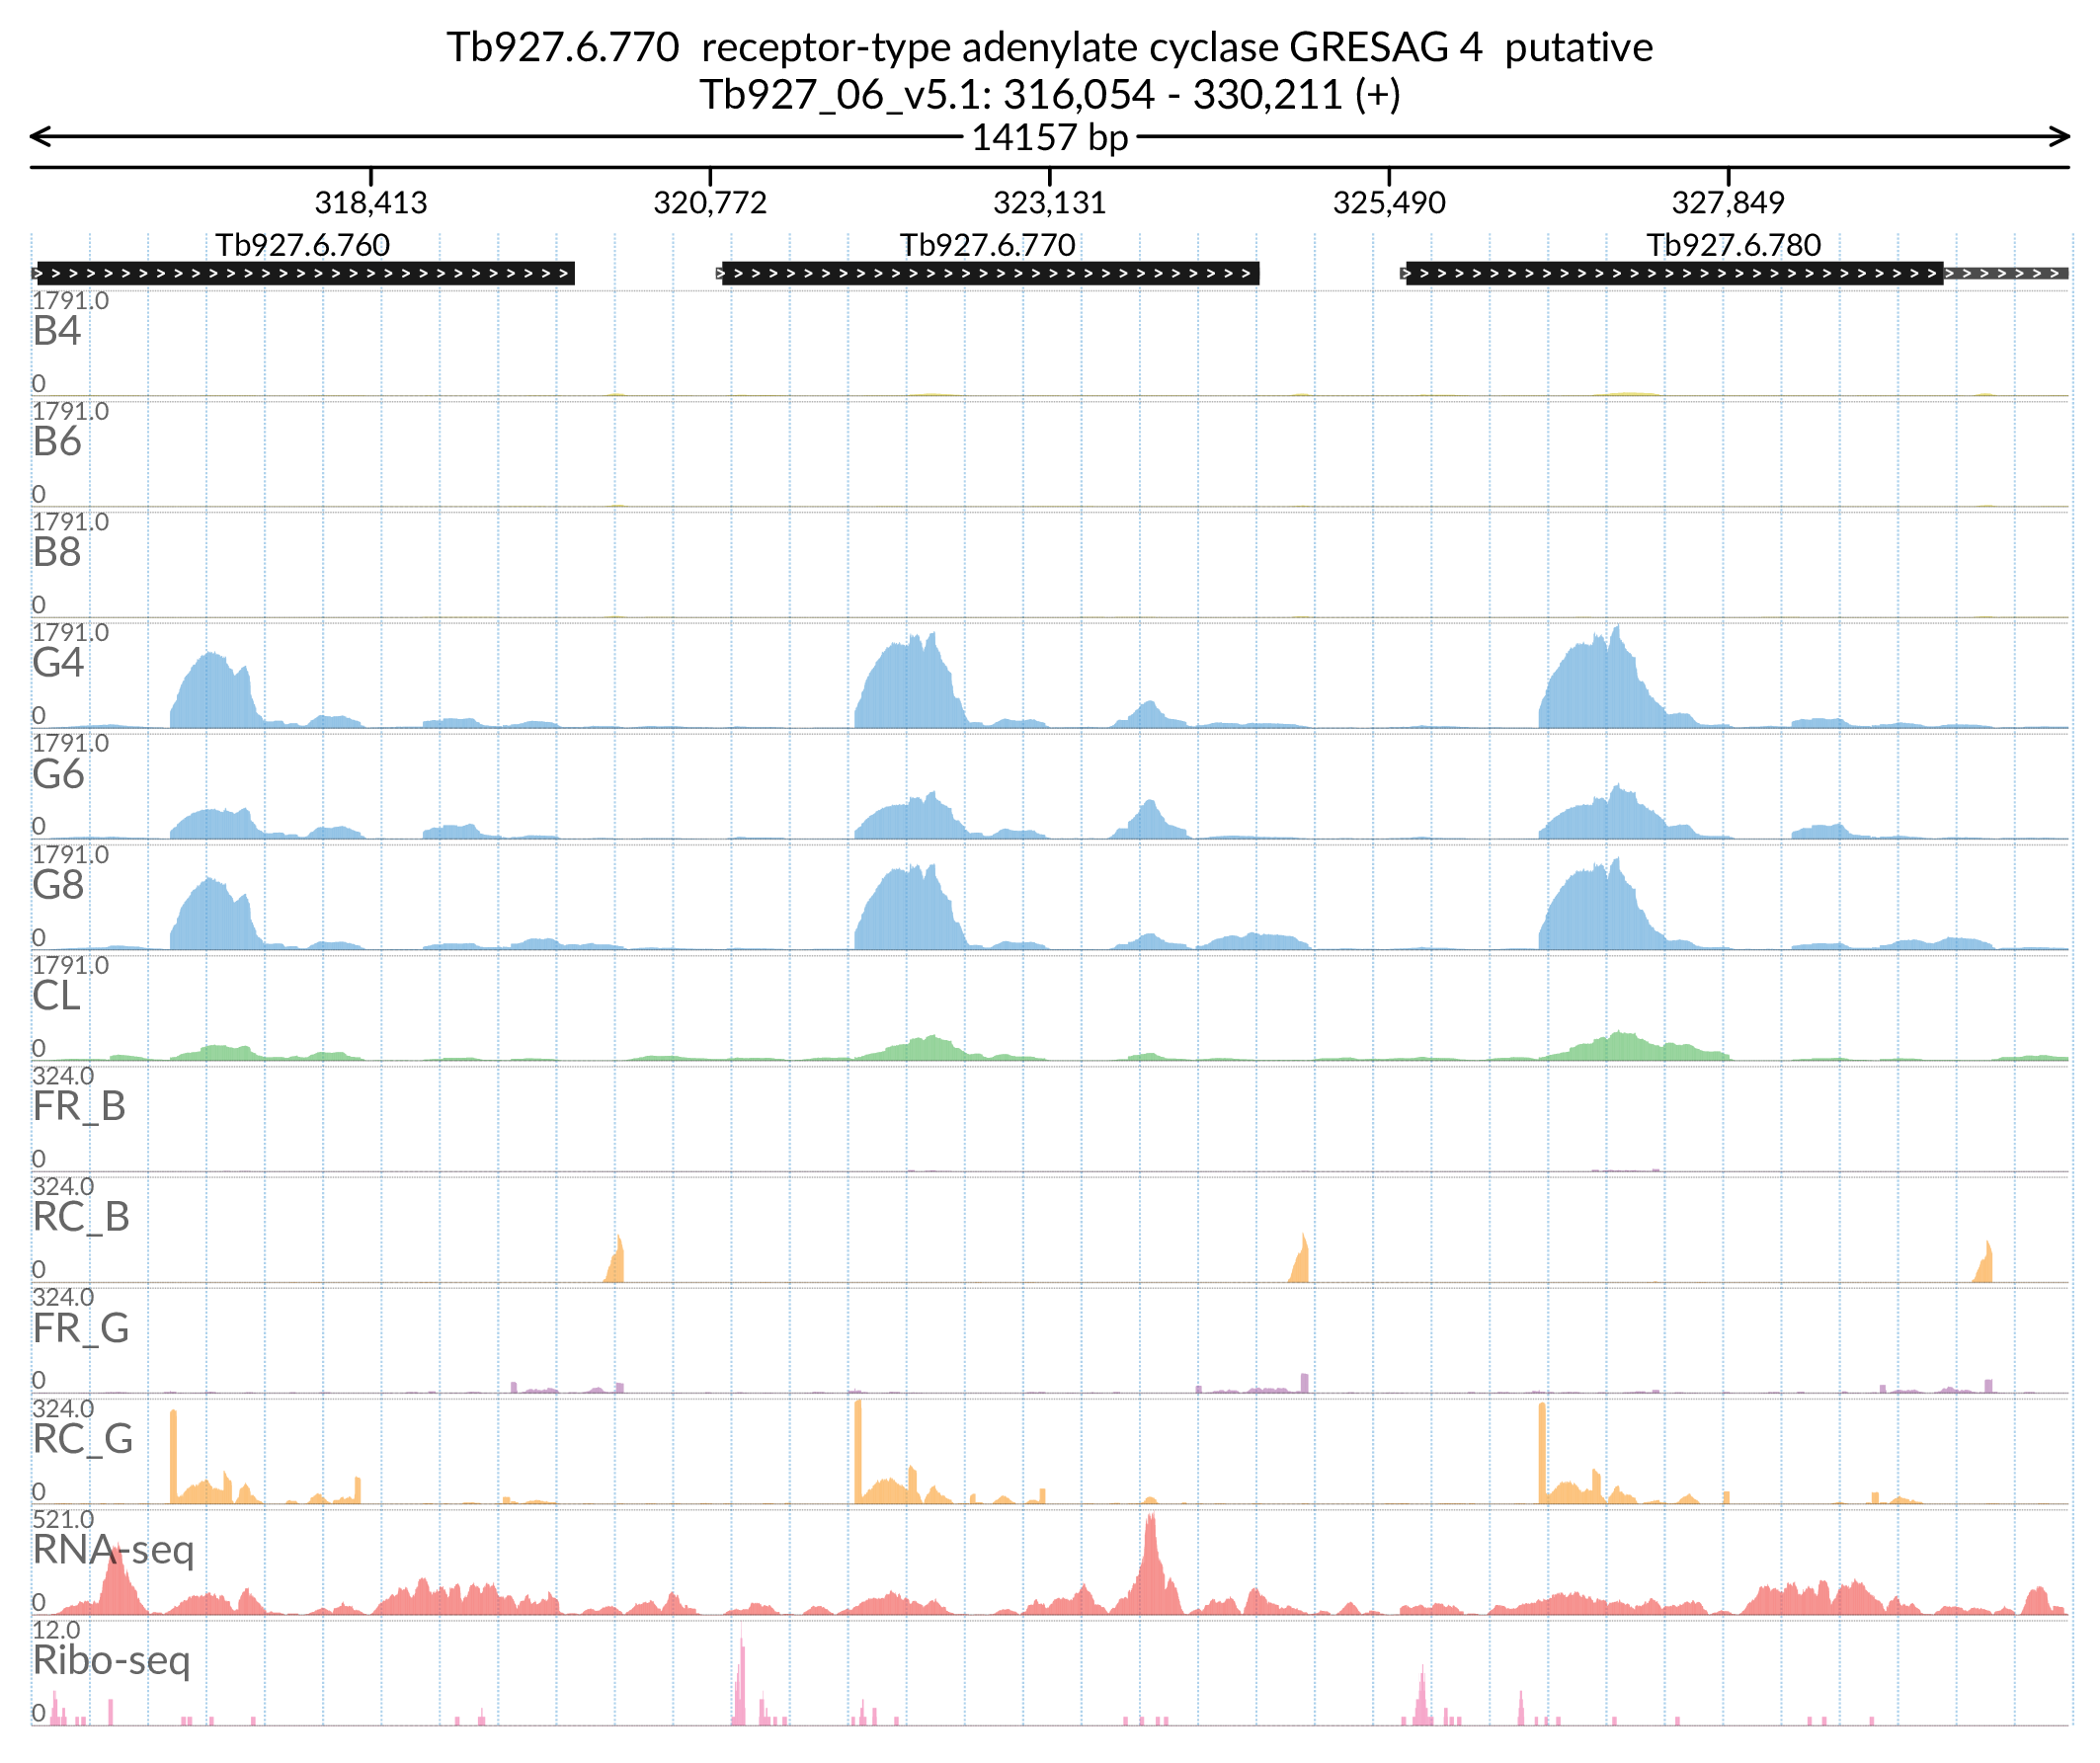 Tb927.6.770 receptor-type adenylate cyclase GRESAG 4 putative
Tb927_06_v5.1: 316,054 - 330,211 (+)
14157 bp
318,413 320,772 323,131 325,490 327,849
Tb927.6.760 Tb927.6.770 Tb927.6.780
1791.0
B4
0
1791.0
B6
0
1791.0
B8
0
1791.0
G4
0
1791.0
G6
0
1791.0
G8
0
1791.0
CL
0
324.0
FR_B
0
324.0
RC_B
0
324.0
FR_G
0
324.0
RC_G
0
521.0
RNA-seq
0
12.0
Ribo-seq
0